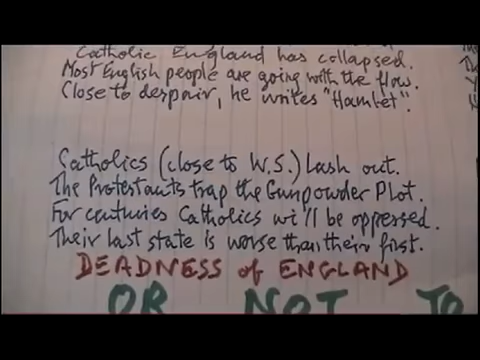 Catholic England has collapsed.
Most English people are going with the flow.
Close to despair, he writes "Hamlet".
Catholics (close to W.S.) lash out.
The Protestants trap the Gunpowder Plot.
For centuries Catholics will be oppressed.
Their last state is worse than their first.
DEADNESS of ENGLAND
OR NOT TO